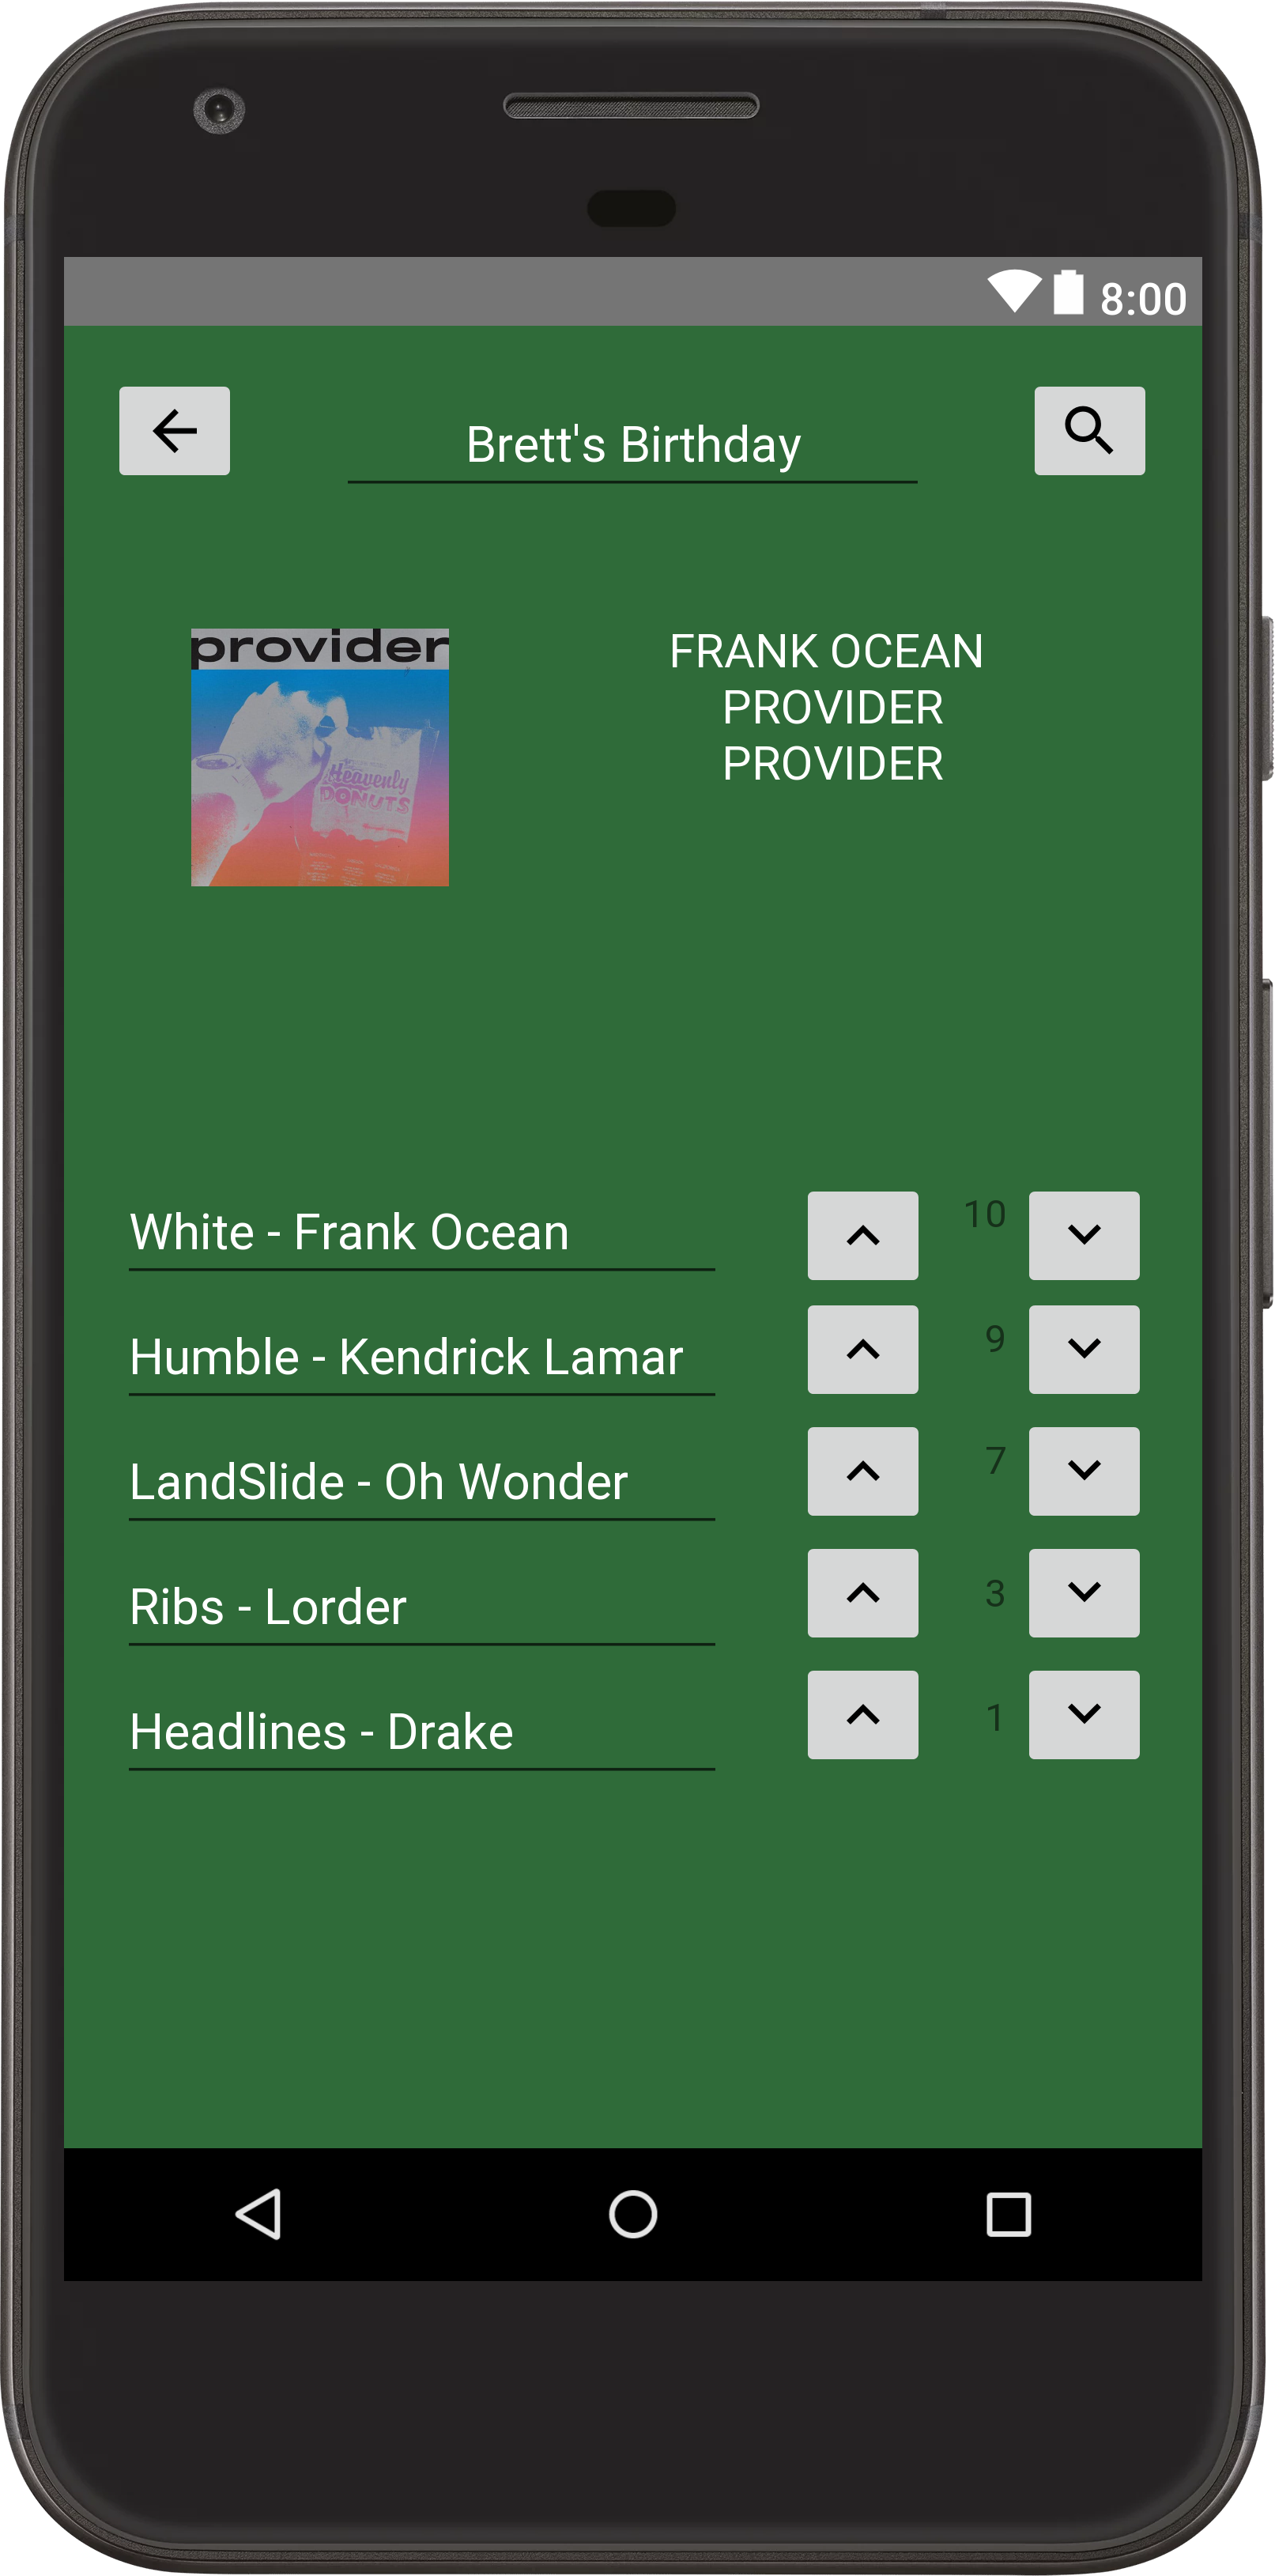 8:00
Brett's Birthday
provider
Heavenly
DONUTS
FRANK OCEAN
PROVIDER
PROVIDER
White - Frank Ocean 10
Humble - Kendrick Lamar 9
LandSlide - Oh Wonder 7
Ribs - Lorder 3
Headlines - Drake 1